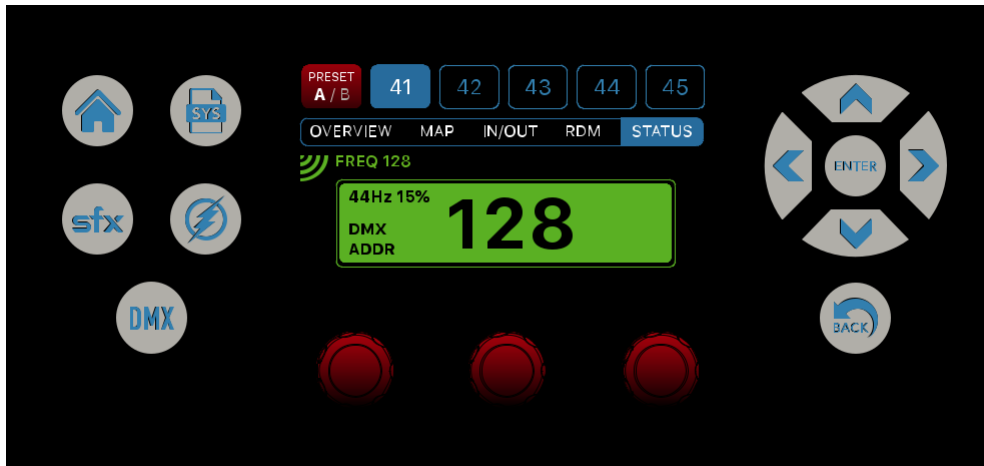 PRESET
A / B
41
42
43
44
45
OVERVIEW MAP IN/OUT RDM STATUS
FREQ 128
44Hz 15%
DMX
ADDR
128
SYS
sfx
DMX
ENTER
BACK